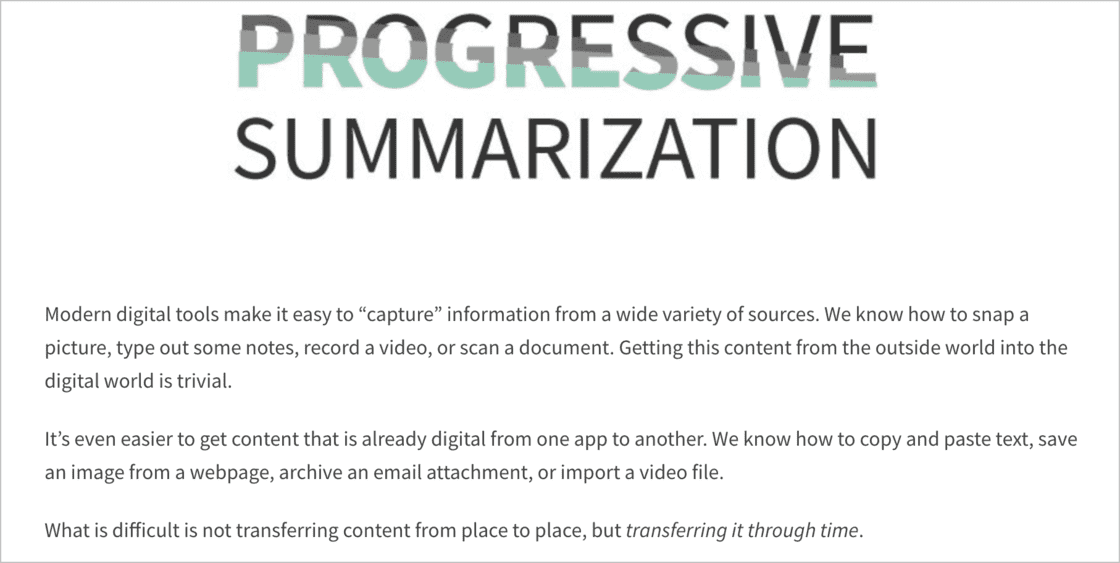 PROGRESSIVE
SUMMARIZATION
Modern digital tools make it easy to “capture” information from a wide variety of sources. We know how to snap a
picture, type out some notes, record a video, or scan a document. Getting this content from the outside world into the
digital world is trivial.
It’s even easier to get content that is already digital from one app to another. We know how to copy and paste text, save
an image from a webpage, archive an email attachment, or import a video file.
What is difficult is not transferring content from place to place, but transferring it through time.